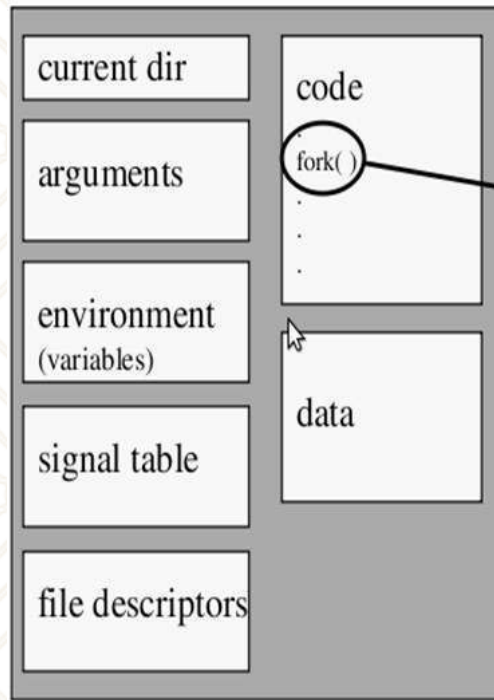 current dir
arguments
environment
(variables)
signal table
file descriptors
code
.
fork( )
.
.
.
data